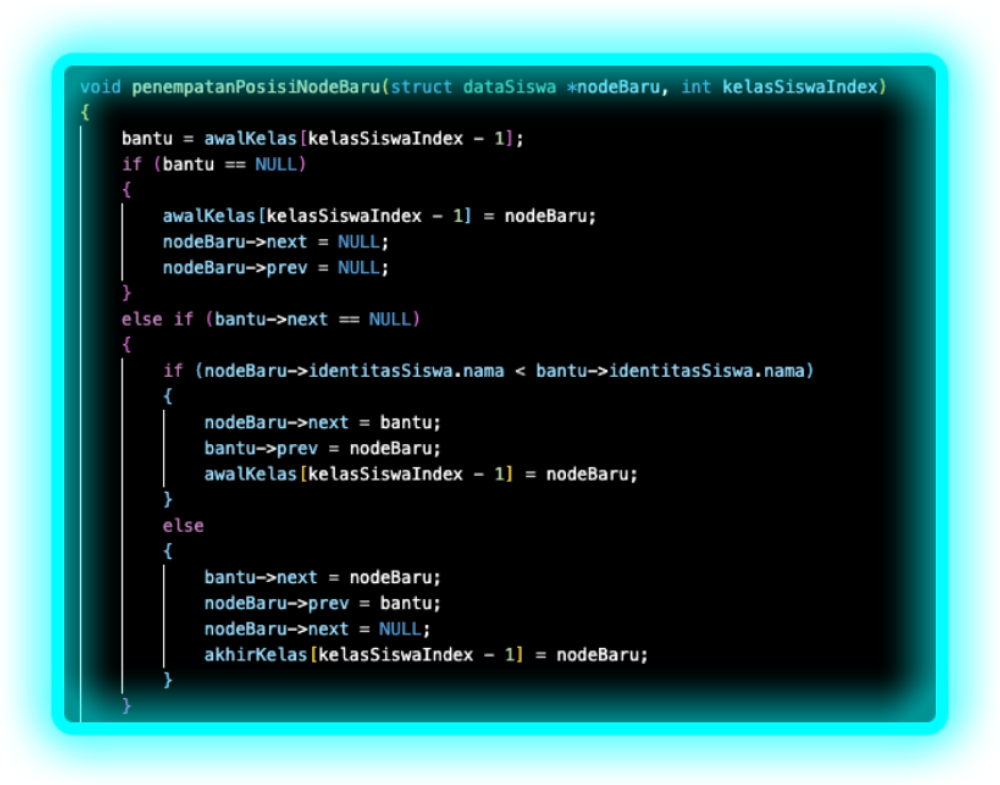 void penempatanPosisiNodeBaru(struct dataSiswa *nodeBaru, int kelasSiswaIndex)
{
    bantu = awalKelas[kelasSiswaIndex - 1];
    if (bantu == NULL)
    {
        awalKelas[kelasSiswaIndex - 1] = nodeBaru;
        nodeBaru->next = NULL;
        nodeBaru->prev = NULL;
    }
    else if (bantu->next == NULL)
    {
        if (nodeBaru->identitasSiswa.nama < bantu->identitasSiswa.nama)
        {
            nodeBaru->next = bantu;
            bantu->prev = nodeBaru;
            awalKelas[kelasSiswaIndex - 1] = nodeBaru;
        }
        else
        {
            bantu->next = nodeBaru;
            nodeBaru->prev = bantu;
            nodeBaru->next = NULL;
            akhirKelas[kelasSiswaIndex - 1] = nodeBaru;
        }
    }